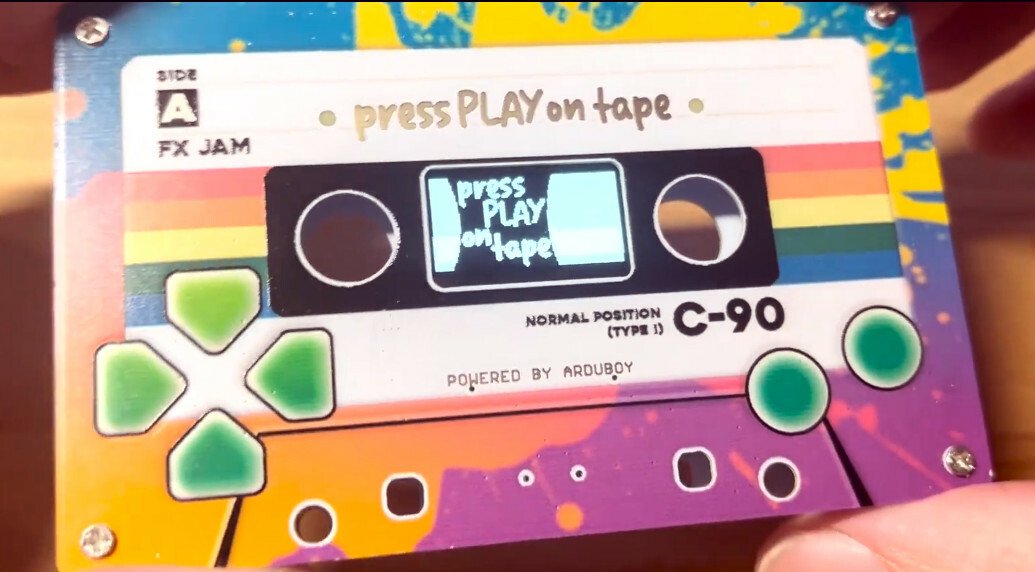 SIDE
A
FX JAM
• press PLAY on tape •
press
PLAY
on
tape
NORMAL POSITION
(TYPE I)
C-90
POWERED BY ARDUBOY